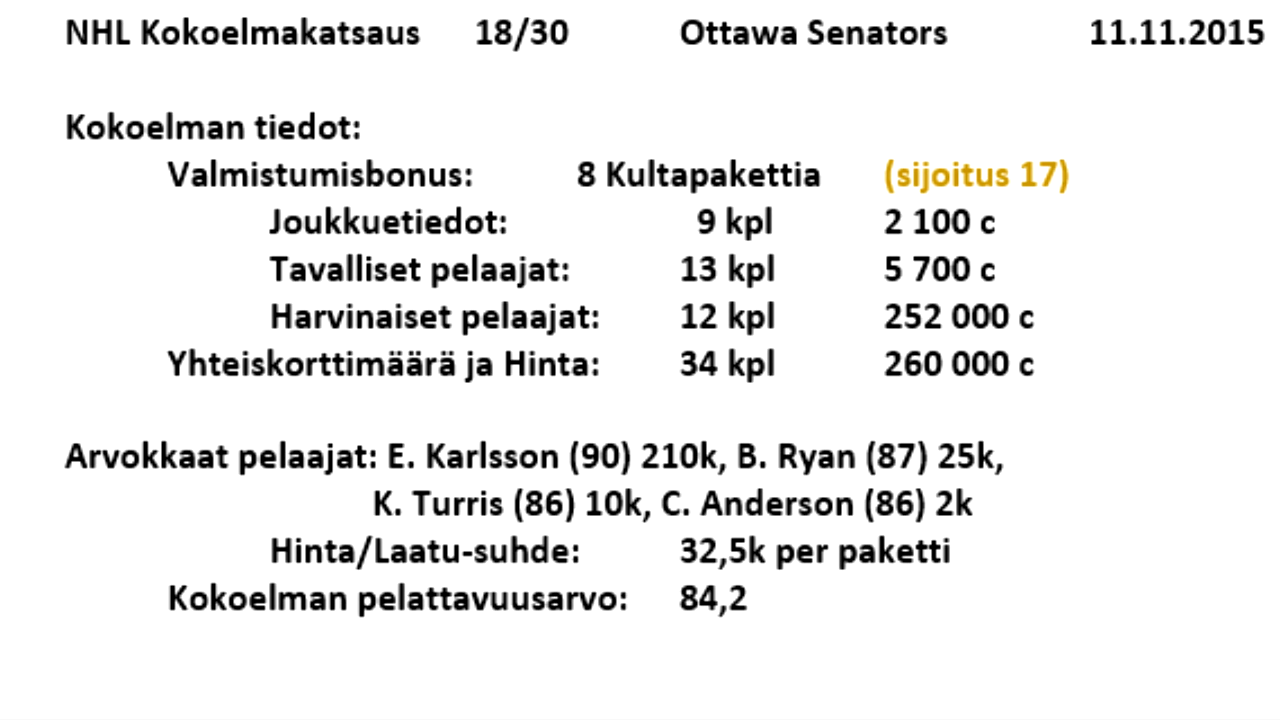 NHL Kokoelmakatsaus 18/30 Ottawa Senators 11.11.2015
Kokoelman tiedot:
Valmistumisbonus: 8 Kultapakettia (sijoitus 17)
Joukkuetiedot: 9 kpl 2 100 c
Tavalliset pelaajat: 13 kpl 5 700 c
Harvinaiset pelaajat: 12 kpl 252 000 c
Yhteiskorttimäärä ja Hinta: 34 kpl 260 000 c
Arvokkaat pelaajat: E. Karlsson (90) 210k, B. Ryan (87) 25k,
K. Turris (86) 10k, C. Anderson (86) 2k
Hinta/Laatu-suhde: 32,5k per paketti
Kokoelman pelattavuusarvo: 84,2